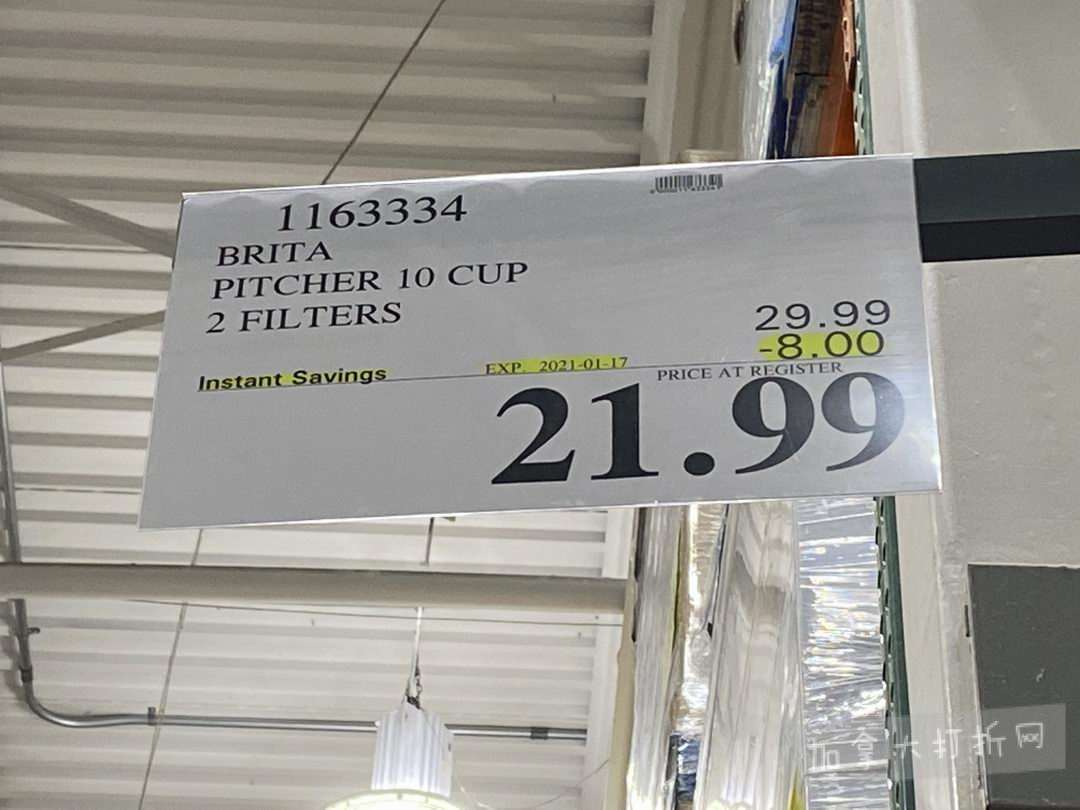 1163334
BRITA
PITCHER 10 CUP
2 FILTERS
29.99
-8.00
Instant Savings
EXP. 2021-01-17
PRICE AT REGISTER
21.99
加拿大打折网